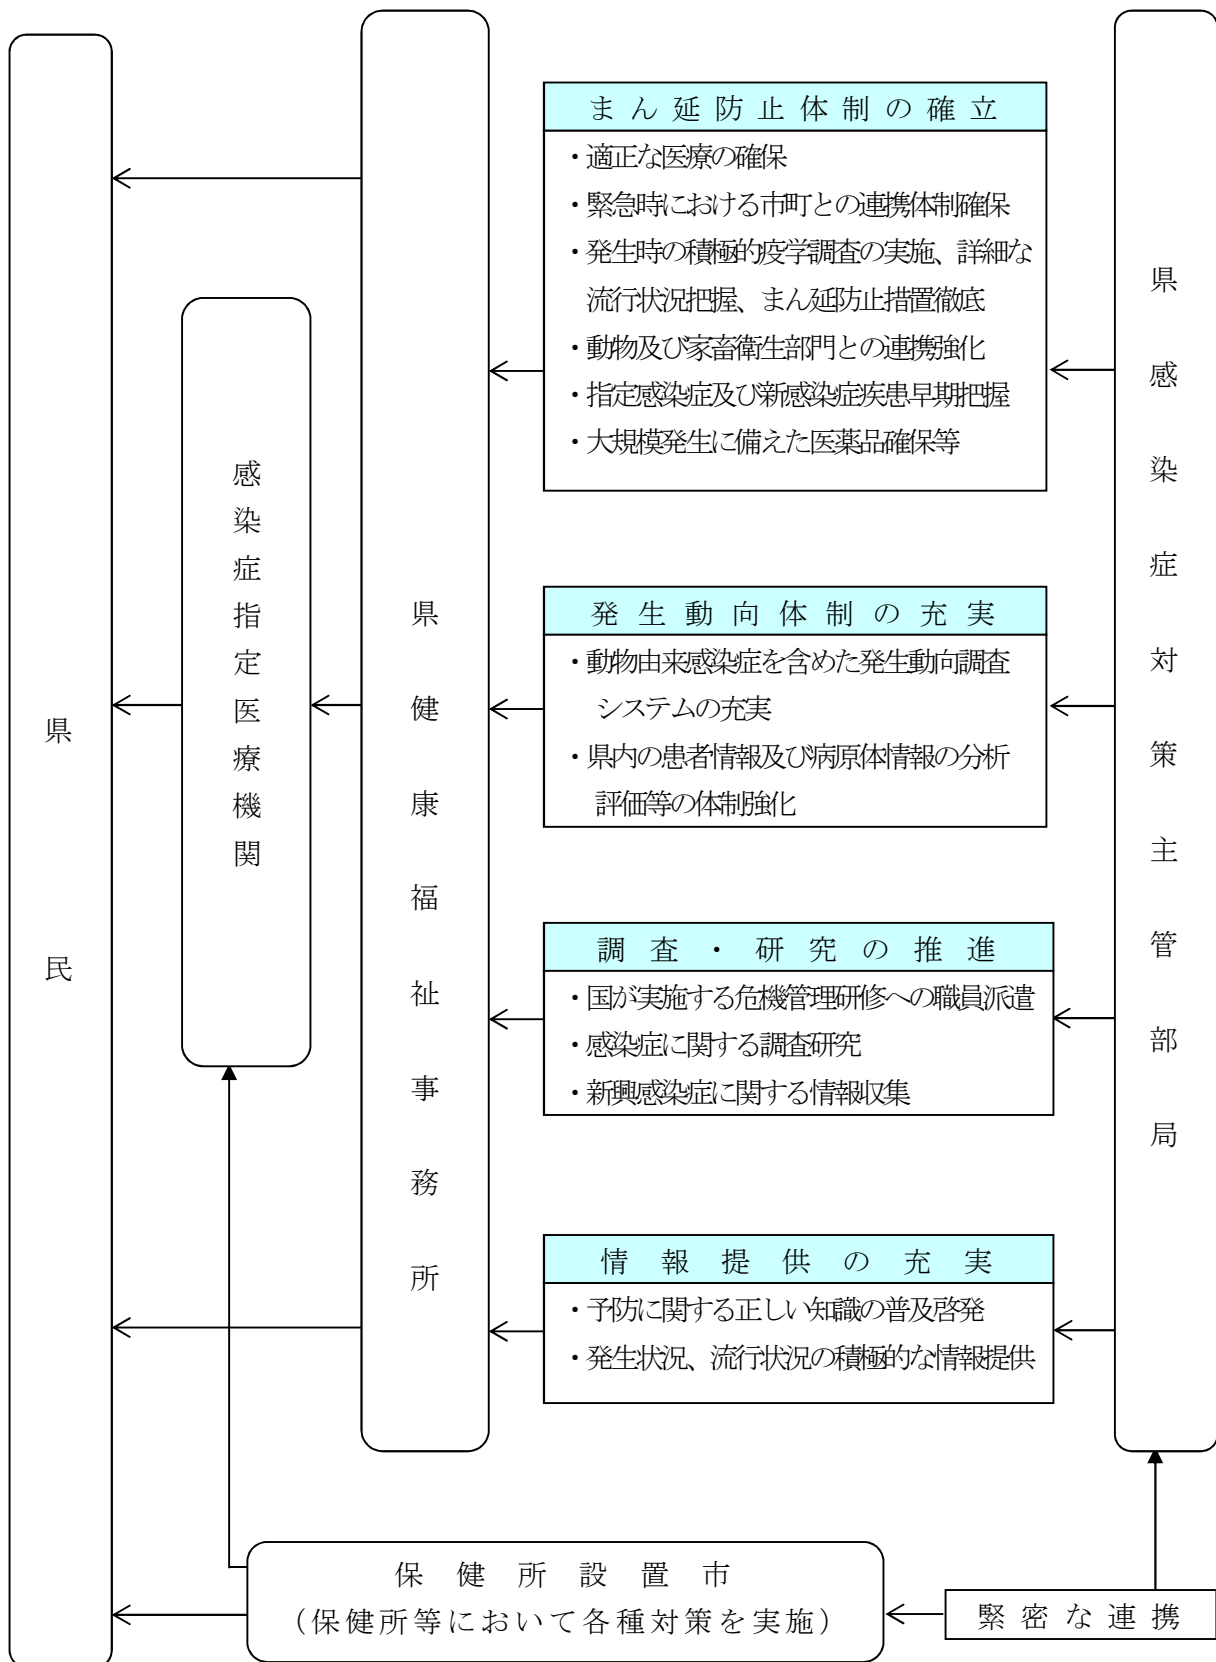 まん延防止体制の確立
・適正な医療の確保
・緊急時における市町との連携体制確保
・発生時の積極的疫学調査の実施、詳細な
流行状況把握、まん延防止措置徹底
・動物及び家畜衛生部門との連携強化
・指定感染症及び新感染症疾患早期把握
・大規模発生に備えた医薬品確保等
発生動向体制の充実
・動物由来感染症を含めた発生動向調査
システムの充実
・県内の患者情報及び病原体情報の分析
評価等の体制強化
調査・研究の推進
・国が実施する危機管理研修への職員派遣
・感染症に関する調査研究
・新興感染症に関する情報収集
情報提供の充実
・予防に関する正しい知識の普及啓発
・発生状況、流行状況の積極的な情報提供
県民
感染症指定医療機関
県健康福祉事務所
県感染症対策主管部局
保健所設置市
（保健所等において各種対策を実施）
緊密な連携